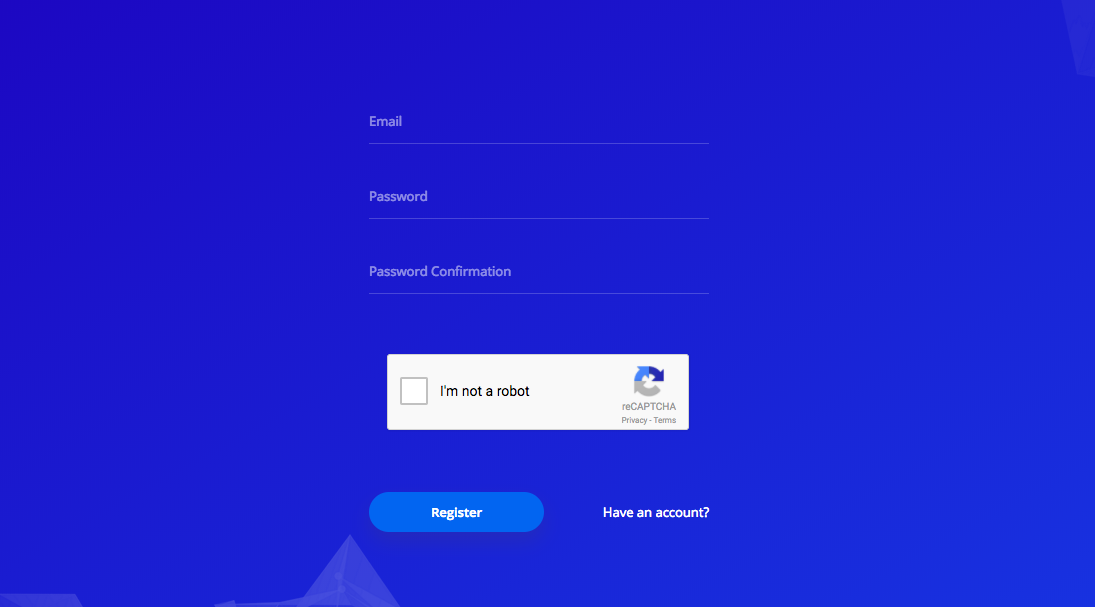 Email
Password
Password Confirmation
I'm not a robot
reCAPTCHA
Privacy - Terms
Register
Have an account?